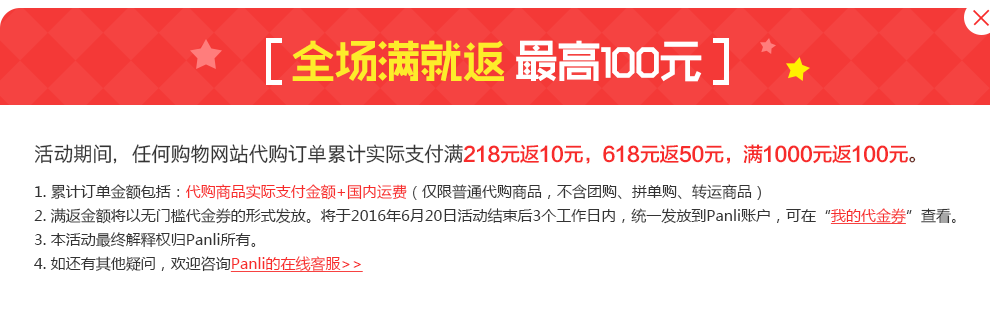 [全场满就返 最高100元]
活动期间，任何购物网站代购订单累计实际支付满218元返10元，618元返50元，满1000元返100元。
1. 累计订单金额包括：代购商品实际支付金额+国内运费（仅限普通代购商品，不含团购、拼单购、转运商品）
2. 满返金额将以无门槛代金券的形式发放。将于2016年6月20日活动结束后3个工作日内，统一发放到Panli账户，可在“我的代金券”查看。
3. 本活动最终解释权归Panli所有。
4. 如还有其他疑问，欢迎咨询Panli的在线客服>>